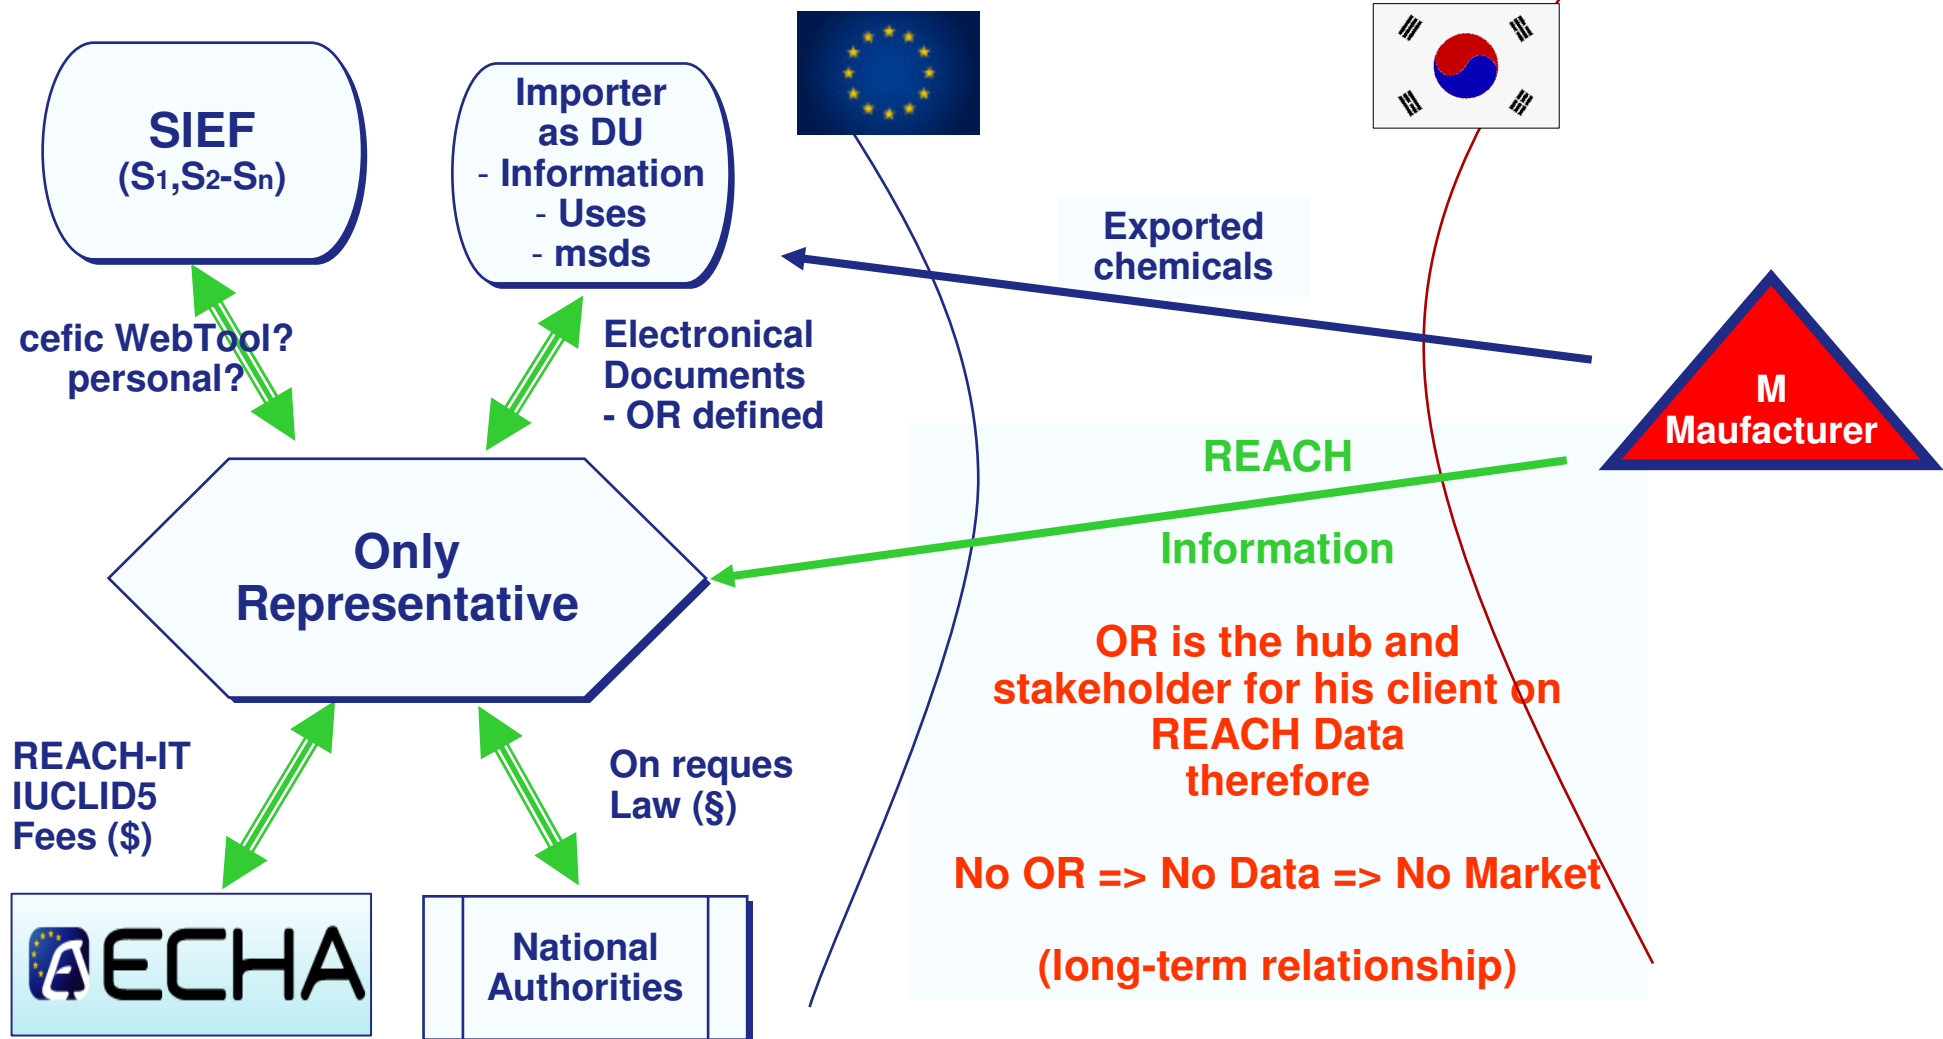 SIEF
(S1,S2-Sn)
Importer
as DU
- Information
- Uses
- msds
Exported
chemicals
cefic WebTool?
personal?
Electronical
Documents
- OR defined
M
Maufacturer
REACH
Information
Only
Representative
OR is the hub and
stakeholder for his client on
REACH Data
therefore
No OR => No Data => No Market
(long-term relationship)
REACH-IT
IUCLID5
Fees ($)
On reques
Law (§)
ECHA
National
Authorities